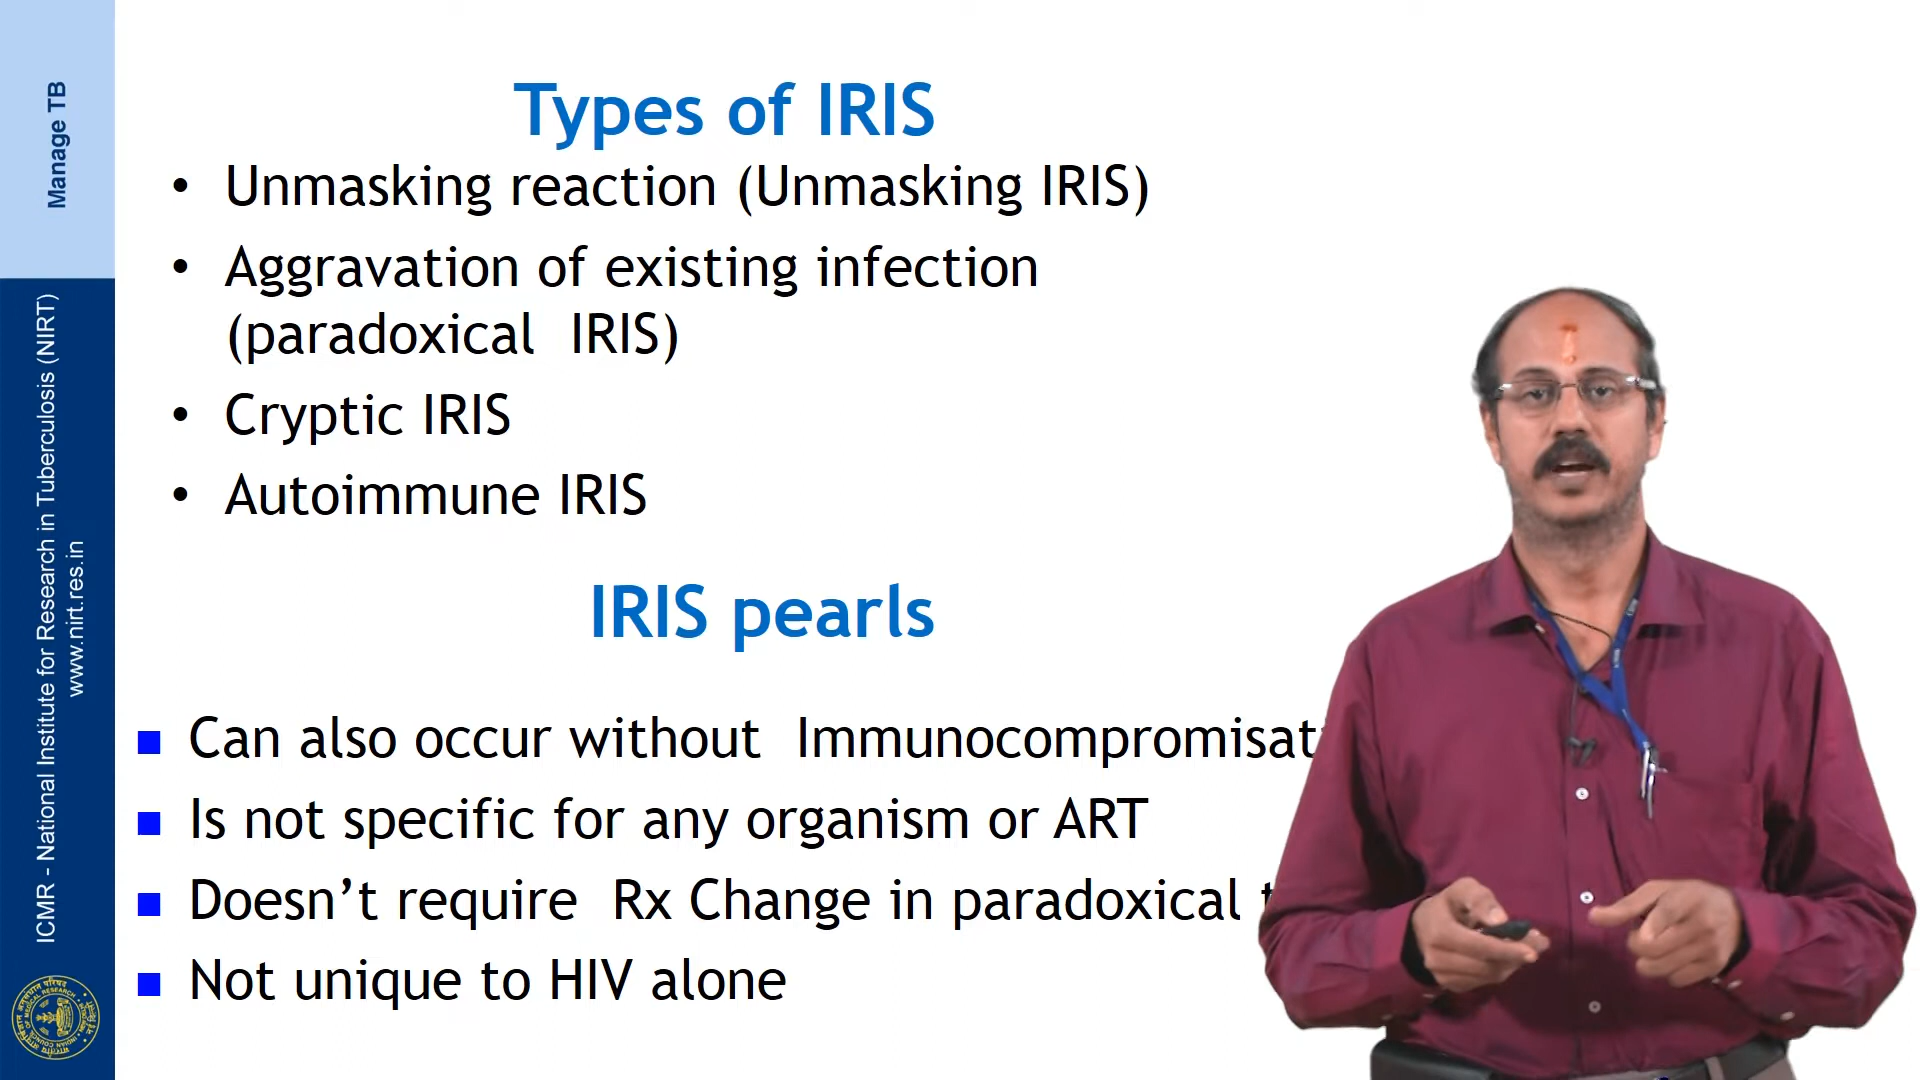 Manage TB
ICMR - National Institute for Research in Tuberculosis (NIRT)
www.nirt.res.in
Types of IRIS
• Unmasking reaction (Unmasking IRIS)
• Aggravation of existing infection
(paradoxical IRIS)
• Cryptic IRIS
• Autoimmune IRIS
IRIS pearls
Can also occur without
Is not specific for any organism or ART
Doesn't require Rx Change in paradoxical
Not unique to HIV alone